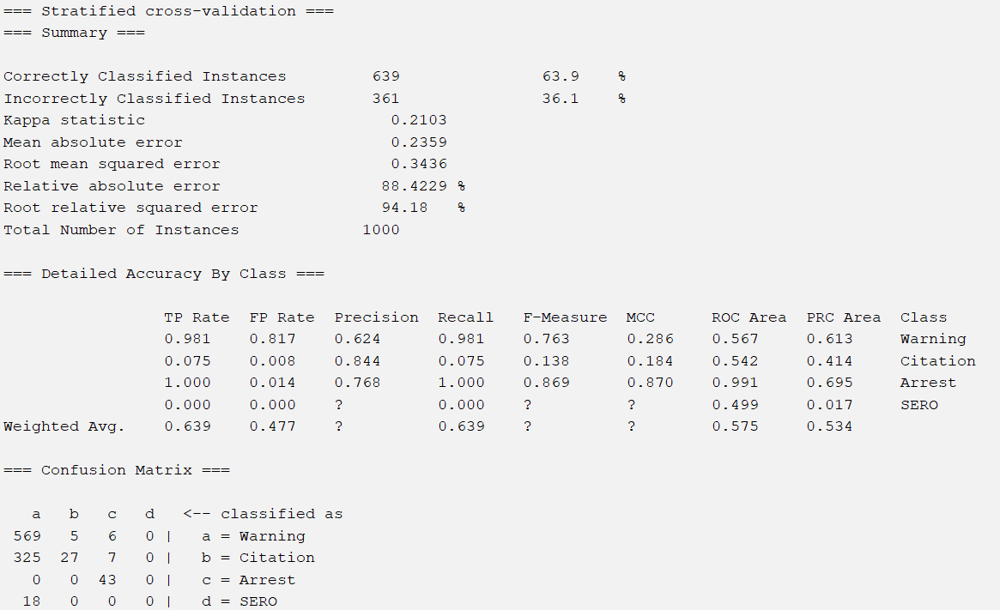 === Stratified cross-validation ===
=== Summary ===
Correctly Classified Instances         639               63.9    %
Incorrectly Classified Instances       361               36.1    %
Kappa statistic                          0.2103
Mean absolute error                      0.2359
Root mean squared error                  0.3436
Relative absolute error                 88.4229 %
Root relative squared error             94.18   %
Total Number of Instances             1000
=== Detailed Accuracy By Class ===
                 TP Rate  FP Rate  Precision  Recall   F-Measure  MCC      ROC Area  PRC Area  Class
                 0.981    0.817    0.624      0.981    0.763      0.286    0.567     0.613     Warning
                 0.075    0.008    0.844      0.075    0.138      0.184    0.542     0.414     Citation
                 1.000    0.014    0.768      1.000    0.869      0.870    0.991     0.695     Arrest
                 0.000    0.000    ?          0.000    ?          ?        0.499     0.017     SERO
Weighted Avg.    0.639    0.477    ?          0.639    ?          ?        0.575     0.534
=== Confusion Matrix ===
   a   b   c   d   <-- classified as
 569   5   6   0 |   a = Warning
 325  27   7   0 |   b = Citation
   0   0  43   0 |   c = Arrest
  18   0   0   0 |   d = SERO